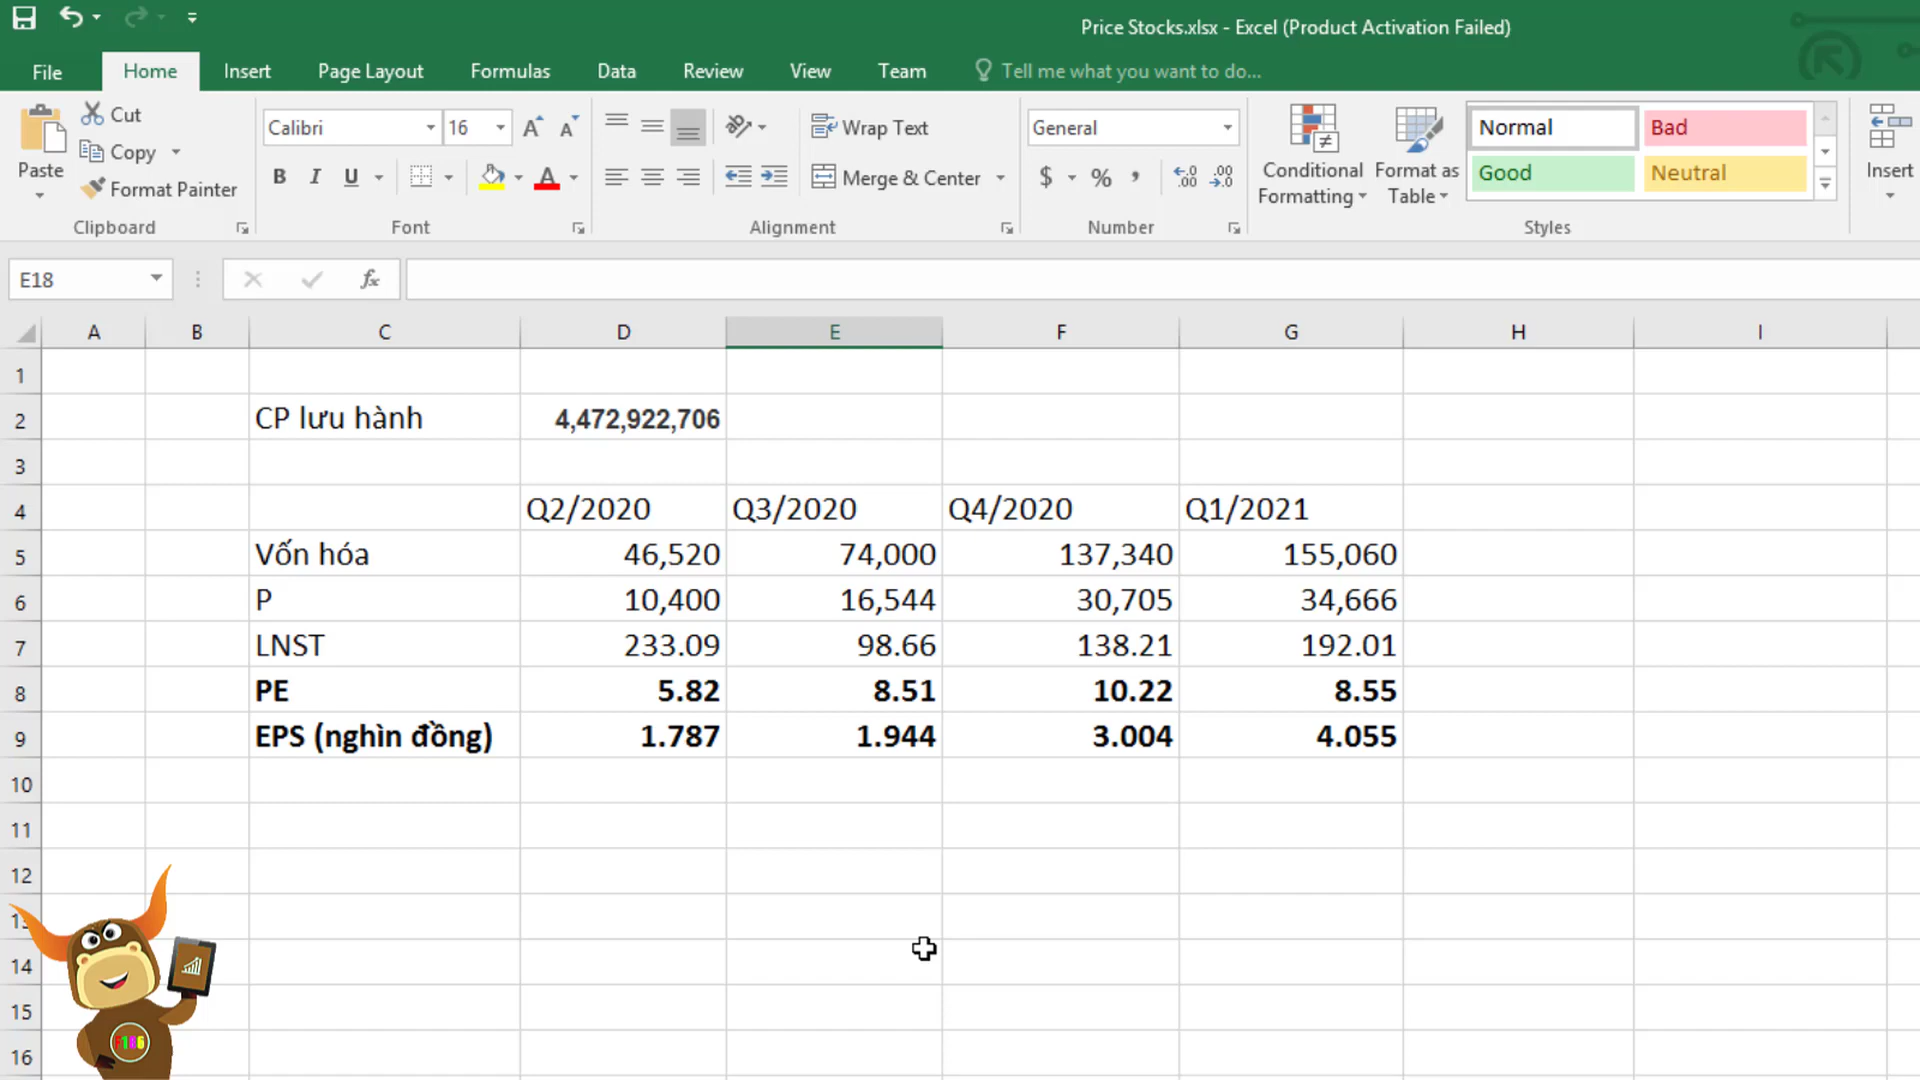 Price Stocks.xlsx - Excel (Product Activation Failed)
File Home Insert Page Layout Formulas Data Review View Team Tell me what you want to do...
Paste
Cut
Copy
Format Painter
Clipboard
Calibri 16
B I U
Font
Wrap Text
Merge & Center
Alignment
General
$ % ,
Number
Conditional Formatting
Format as Table
Normal Bad
Good Neutral
Styles
Insert
E18 fx
A B C D E F G H I
1
2 CP lưu hành 4,472,922,706
3
4 Q2/2020 Q3/2020 Q4/2020 Q1/2021
5 Vốn hóa 46,520 74,000 137,340 155,060
6 P 10,400 16,544 30,705 34,666
7 LNST 233.09 98.66 138.21 192.01
8 PE 5.82 8.51 10.22 8.55
9 EPS (nghìn đồng) 1.787 1.944 3.004 4.055
10
11
12
14
15
16